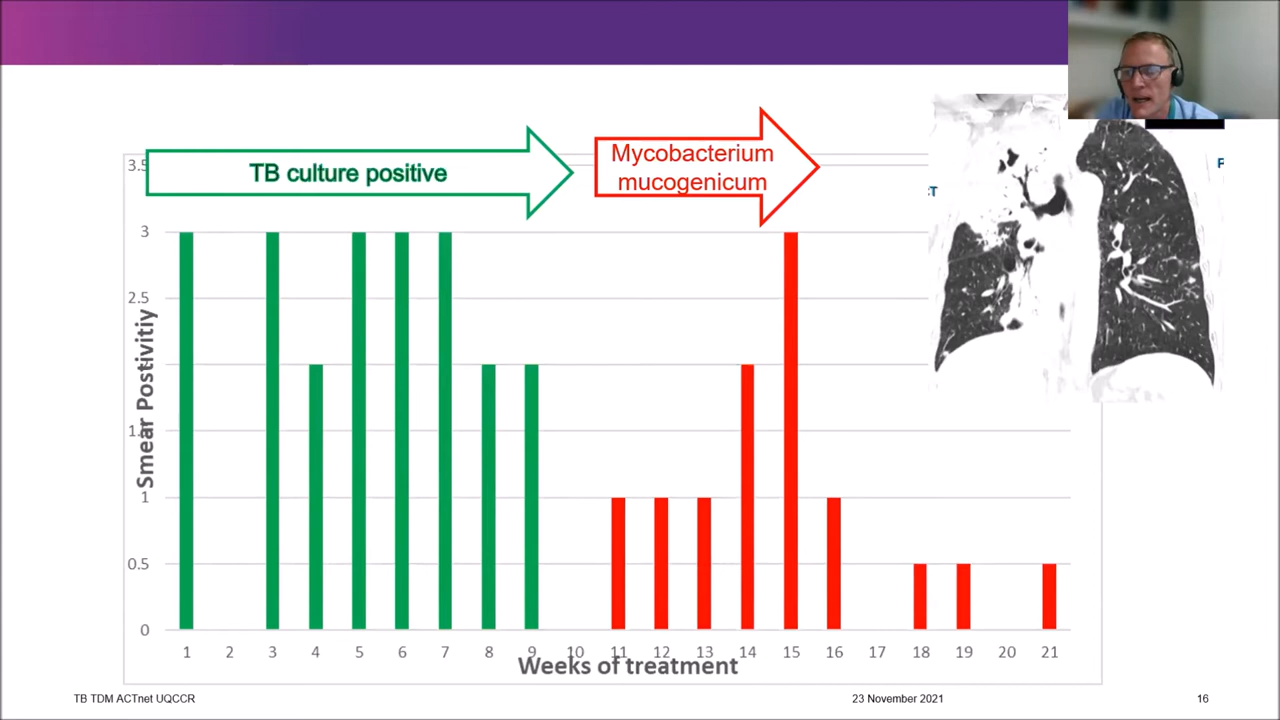 TB culture positive
Mycobacterium
mucogenicum
3.5
3
2.5
1
0.5
0
Smear Postivitiy
1 2 3 4 5 6 7 8 9 10 11 12 13 14 15 16 17 18 19 20 21
Weeks of treatment
TB TDM ACTnet UQCCR
23 November 2021
16